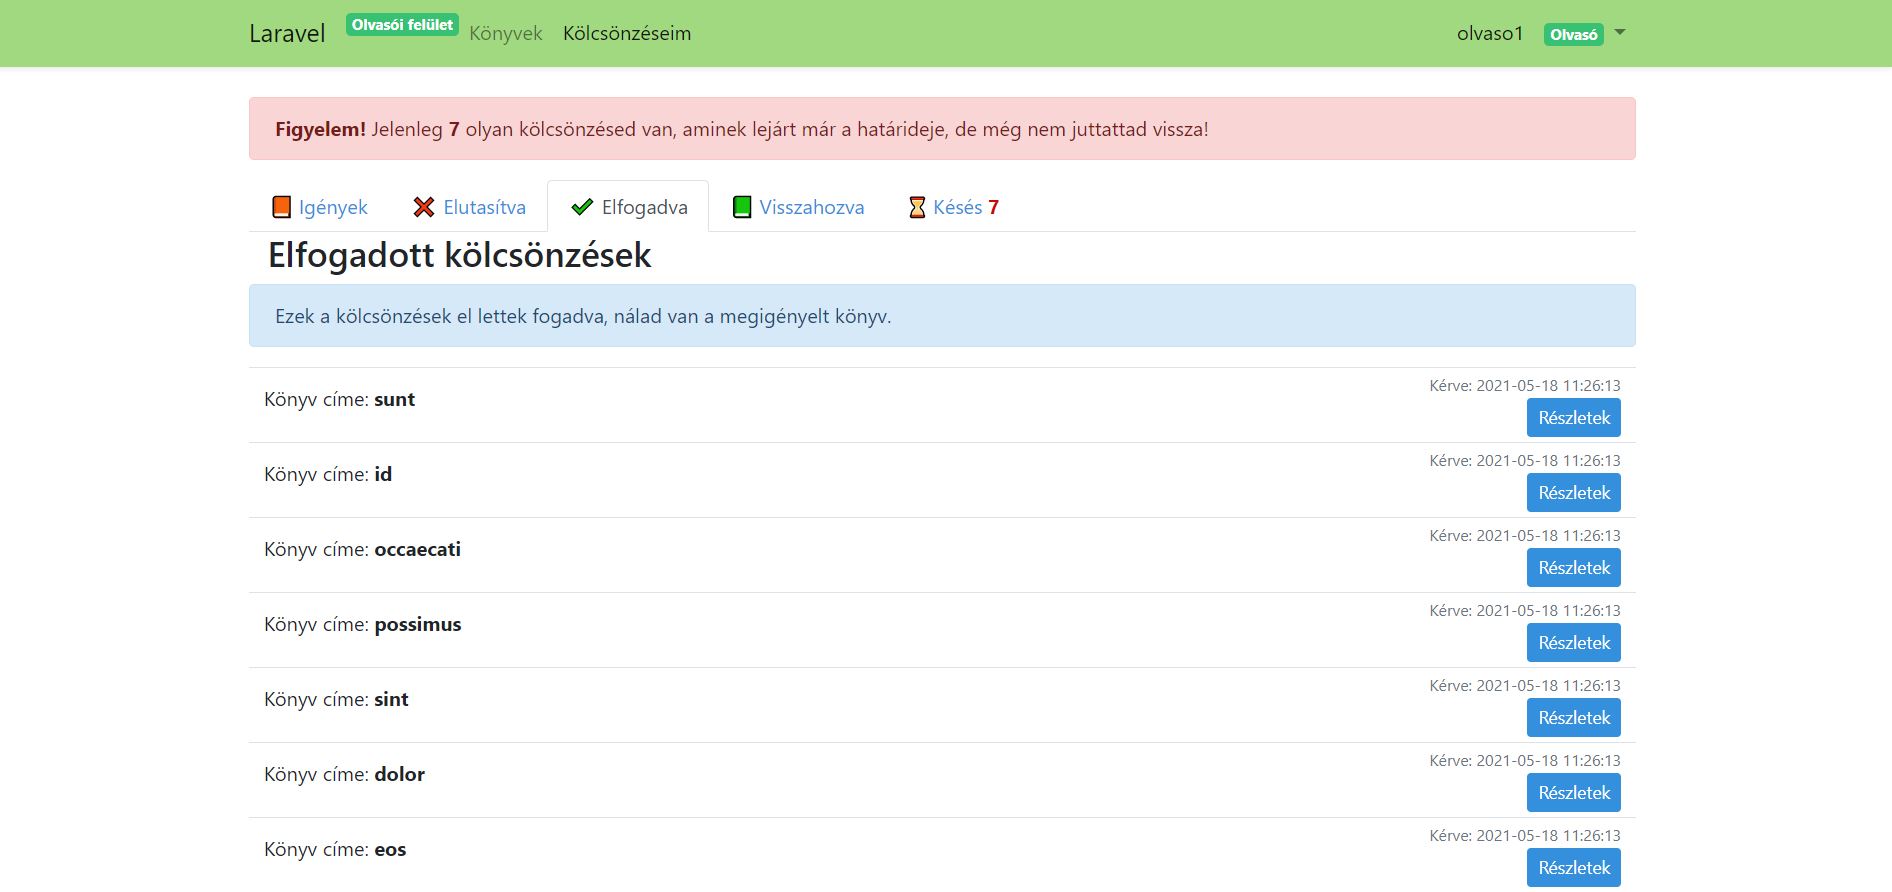 Laravel Olvasói felület Könyvek Kölcsönzéseim olvaso1 Olvasó
Figyelem! Jelenleg 7 olyan kölcsönzésed van, aminek lejárt már a határideje, de még nem juttattad vissza!
Igények Elutasítva Elfogadva Visszahozva Késés 7
Elfogadott kölcsönzések
Ezek a kölcsönzések el lettek fogadva, nálad van a megigényelt könyv.
Könyv címe: sunt
Kérve: 2021-05-18 11:26:13
Részletek
Könyv címe: id
Kérve: 2021-05-18 11:26:13
Részletek
Könyv címe: occaecati
Kérve: 2021-05-18 11:26:13
Részletek
Könyv címe: possimus
Kérve: 2021-05-18 11:26:13
Részletek
Könyv címe: sint
Kérve: 2021-05-18 11:26:13
Részletek
Könyv címe: dolor
Kérve: 2021-05-18 11:26:13
Részletek
Könyv címe: eos
Kérve: 2021-05-18 11:26:13
Részletek